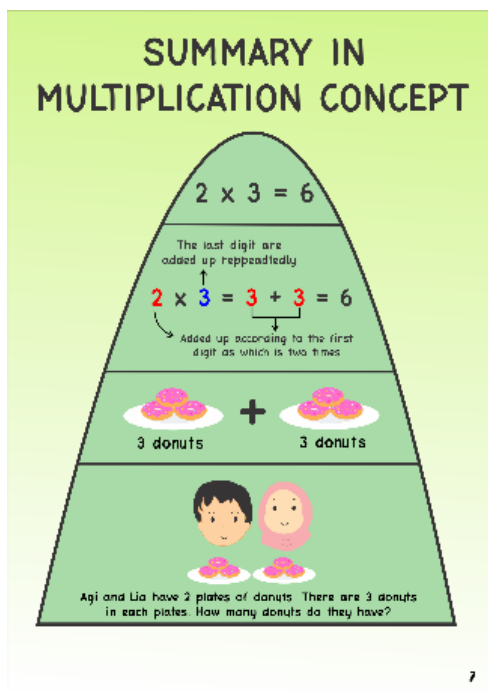 SUMMARY IN
MULTIPLICATION CONCEPT
2 x 3 = 6
The last digit are
added up reppeadtedly
2 x 3 = 3 + 3 = 6
Added up according to the first
digit as which is two times
+
3 donuts
3 donuts
Agi and Lia have 2 plates of donuts. There are 3 donuts
in each plates. How many donuts do they have?
7